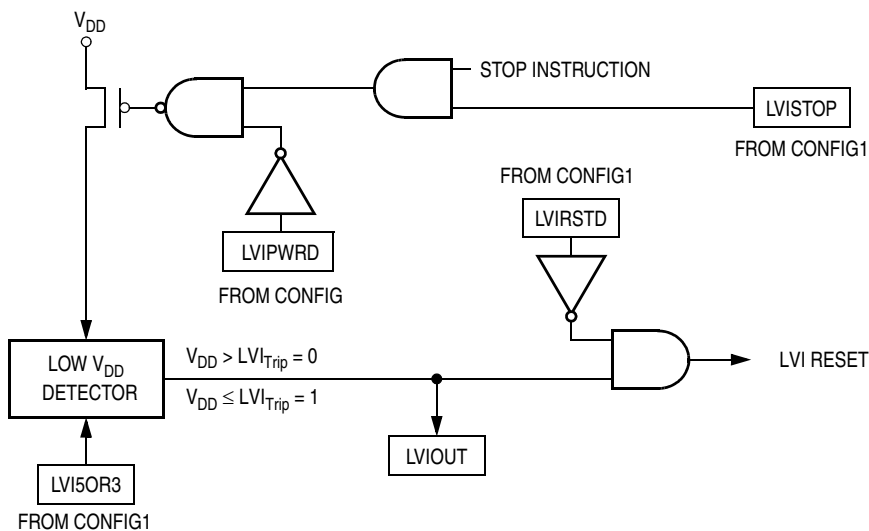 VDD
STOP INSTRUCTION
LVISTOP
FROM CONFIG1
FROM CONFIG1
LVIRSTD
LVIPWRD
FROM CONFIG
LOW VDD
DETECTOR
VDD > LVITrip = 0
VDD ≤ LVITrip = 1
LVI RESET
LVIOUT
LVI5OR3
FROM CONFIG1